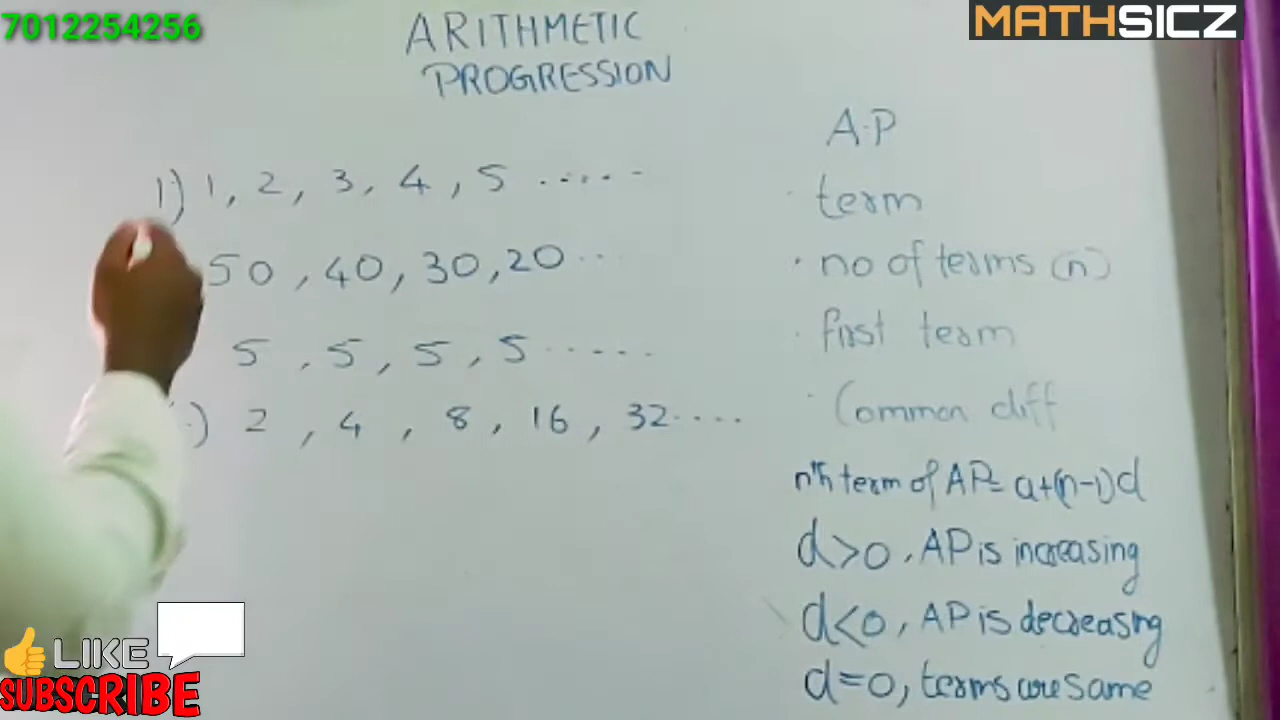 7012254256
MATHSICZ
ARITHMETIC
PROGRESSION
1) 1, 2, 3, 4, 5 ......
50, 40, 30, 20 ...
5, 5, 5, 5 ......
) 2, 4, 8, 16, 32 ....
A.P
term
· no of terms (n)
· first term
· Common diff
nth term of AP= a+(n-1)d
d>0, AP is increasing
d<0, AP is decreasing
d=0, terms are same
LIKE
SUBSCRIBE